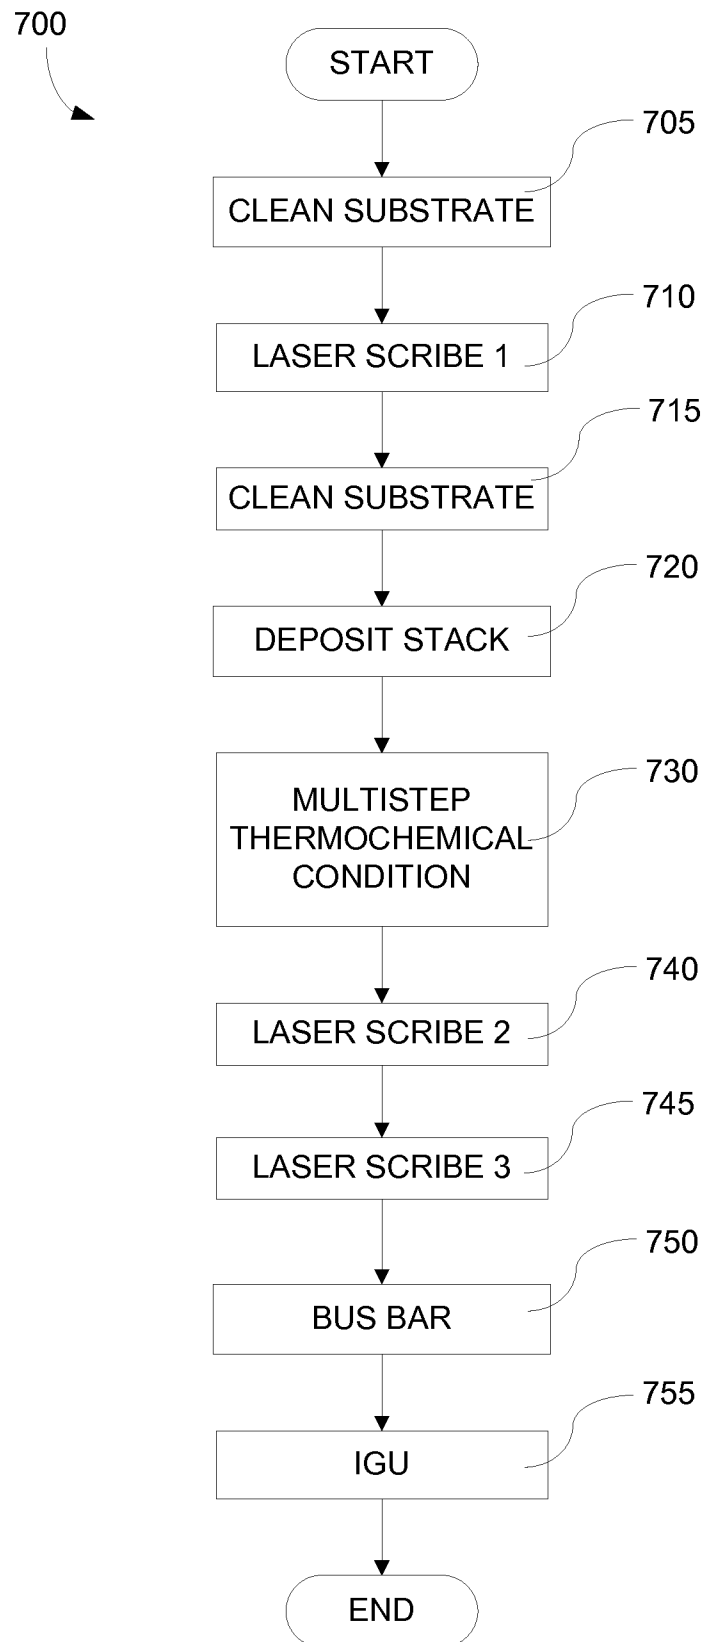 700
START
705
CLEAN SUBSTRATE
710
LASER SCRIBE 1
715
CLEAN SUBSTRATE
720
DEPOSIT STACK
730
MULTISTEP
THERMOCHEMICAL
CONDITION
740
LASER SCRIBE 2
745
LASER SCRIBE 3
750
BUS BAR
755
IGU
END